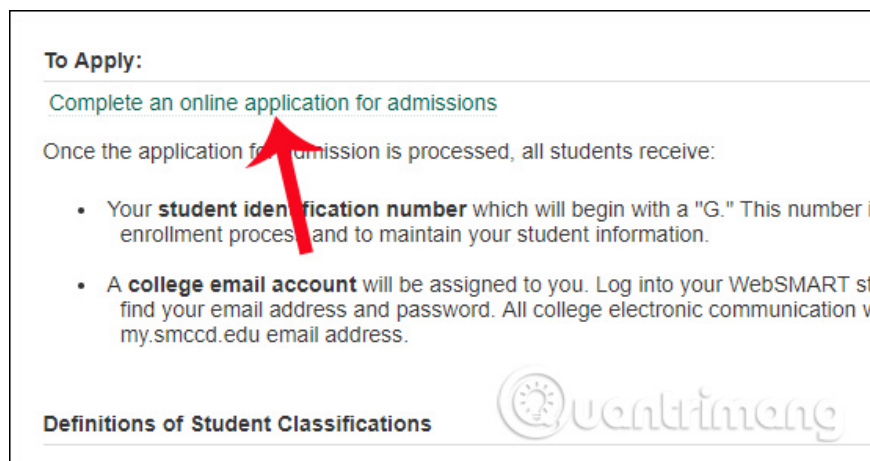 To Apply:
Complete an online application for admissions
Once the application for admission is processed, all students receive:
• Your student identification number which will begin with a "G." This number
enrollment process and to maintain your student information.
• A college email account will be assigned to you. Log into your WebSMART
find your email address and password. All college electronic communication
my.smccd.edu email address.
Definitions of Student Classifications
Quantrimang